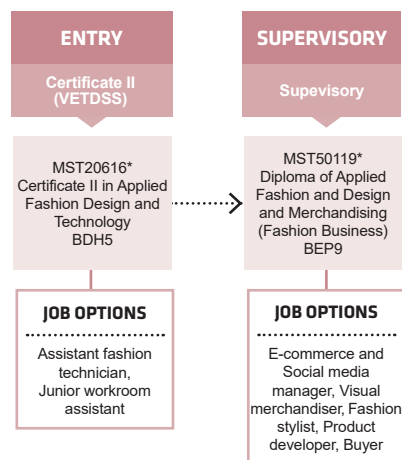 ENTRY
Certificate II
(VETDSS)
MST20616*
Certificate II in Applied
Fashion Design and
Technology
BDH5
JOB OPTIONS
Assistant fashion
technician,
Junior workroom
assistant
SUPERVISORY
Supevisory
MST50119*
Diploma of Applied
Fashion and Design
and Merchandising
(Fashion Business)
BEP9
JOB OPTIONS
E-commerce and
Social media
manager, Visual
merchandiser, Fashion
stylist, Product
developer, Buyer